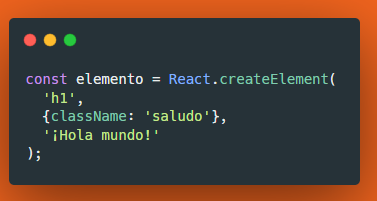 const elemento = React.createElement(
  'h1',
  {className: 'saludo'},
  '¡Hola mundo!'
);